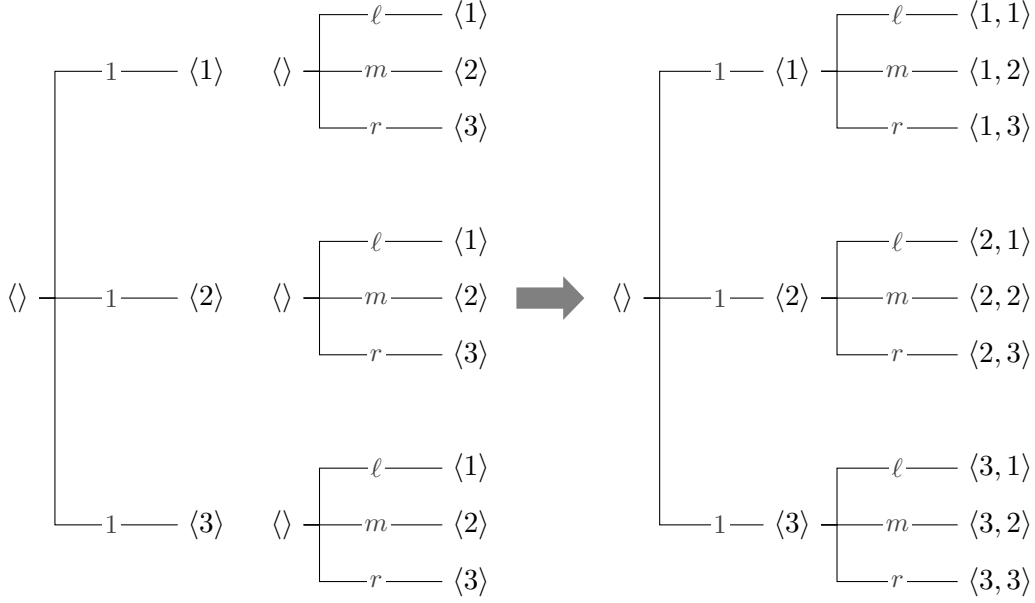 ℓ ⟨1⟩ ℓ ⟨1, 1⟩
1 ⟨1⟩ ⟨⟩ m ⟨2⟩ 1 ⟨1⟩ m ⟨1, 2⟩
r ⟨3⟩ r ⟨1, 3⟩
ℓ ⟨1⟩ ℓ ⟨2, 1⟩
⟨⟩ 1 ⟨2⟩ ⟨⟩ m ⟨2⟩ ⟨⟩ 1 ⟨2⟩ m ⟨2, 2⟩
r ⟨3⟩ r ⟨2, 3⟩
ℓ ⟨1⟩ ℓ ⟨3, 1⟩
1 ⟨3⟩ ⟨⟩ m ⟨2⟩ 1 ⟨3⟩ m ⟨3, 2⟩
r ⟨3⟩ r ⟨3, 3⟩